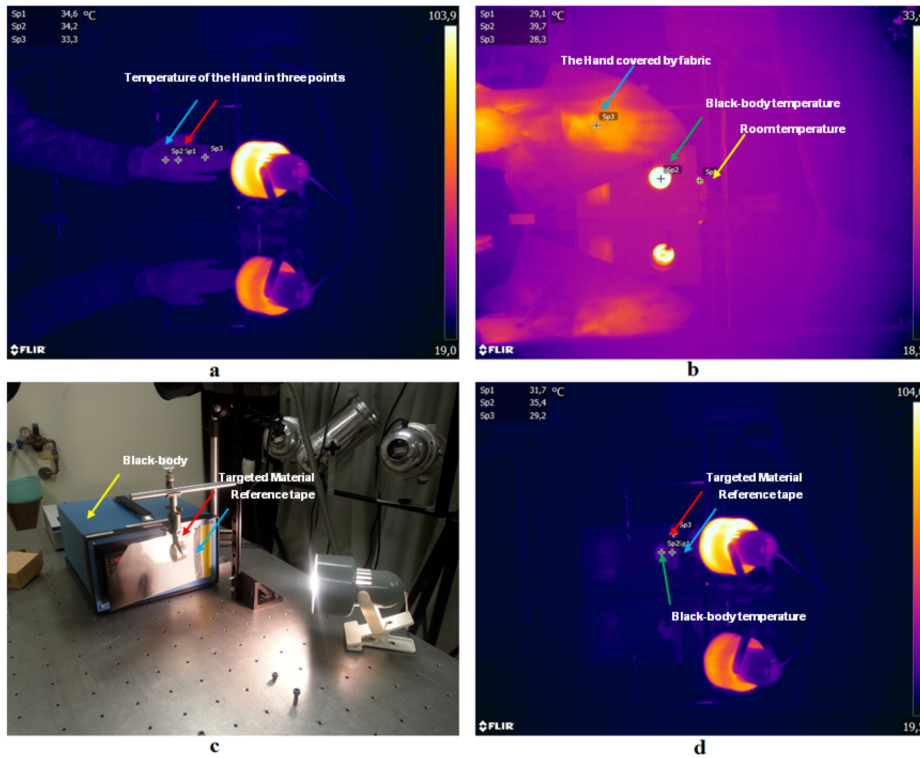 Sp1 34,6 °C
Sp2 34,2
Sp3 33,3
103,9
Temperature of the Hand in three points
Sp2 Sp1 Sp3
FLIR
19,0
a
Sp1 29,1 °C
Sp2 39,7
Sp3 28,3
33,4
The Hand covered by fabric
Black-body temperature
Room temperature
Sp3
Sp2
FLIR
b
Black-body
Targeted Material
Reference tape
c
Sp1 31,7 °C
Sp2 35,4
Sp3 29,2
Targeted Material
Reference tape
Sp3
Sp2
Black-body temperature
FLIR
d